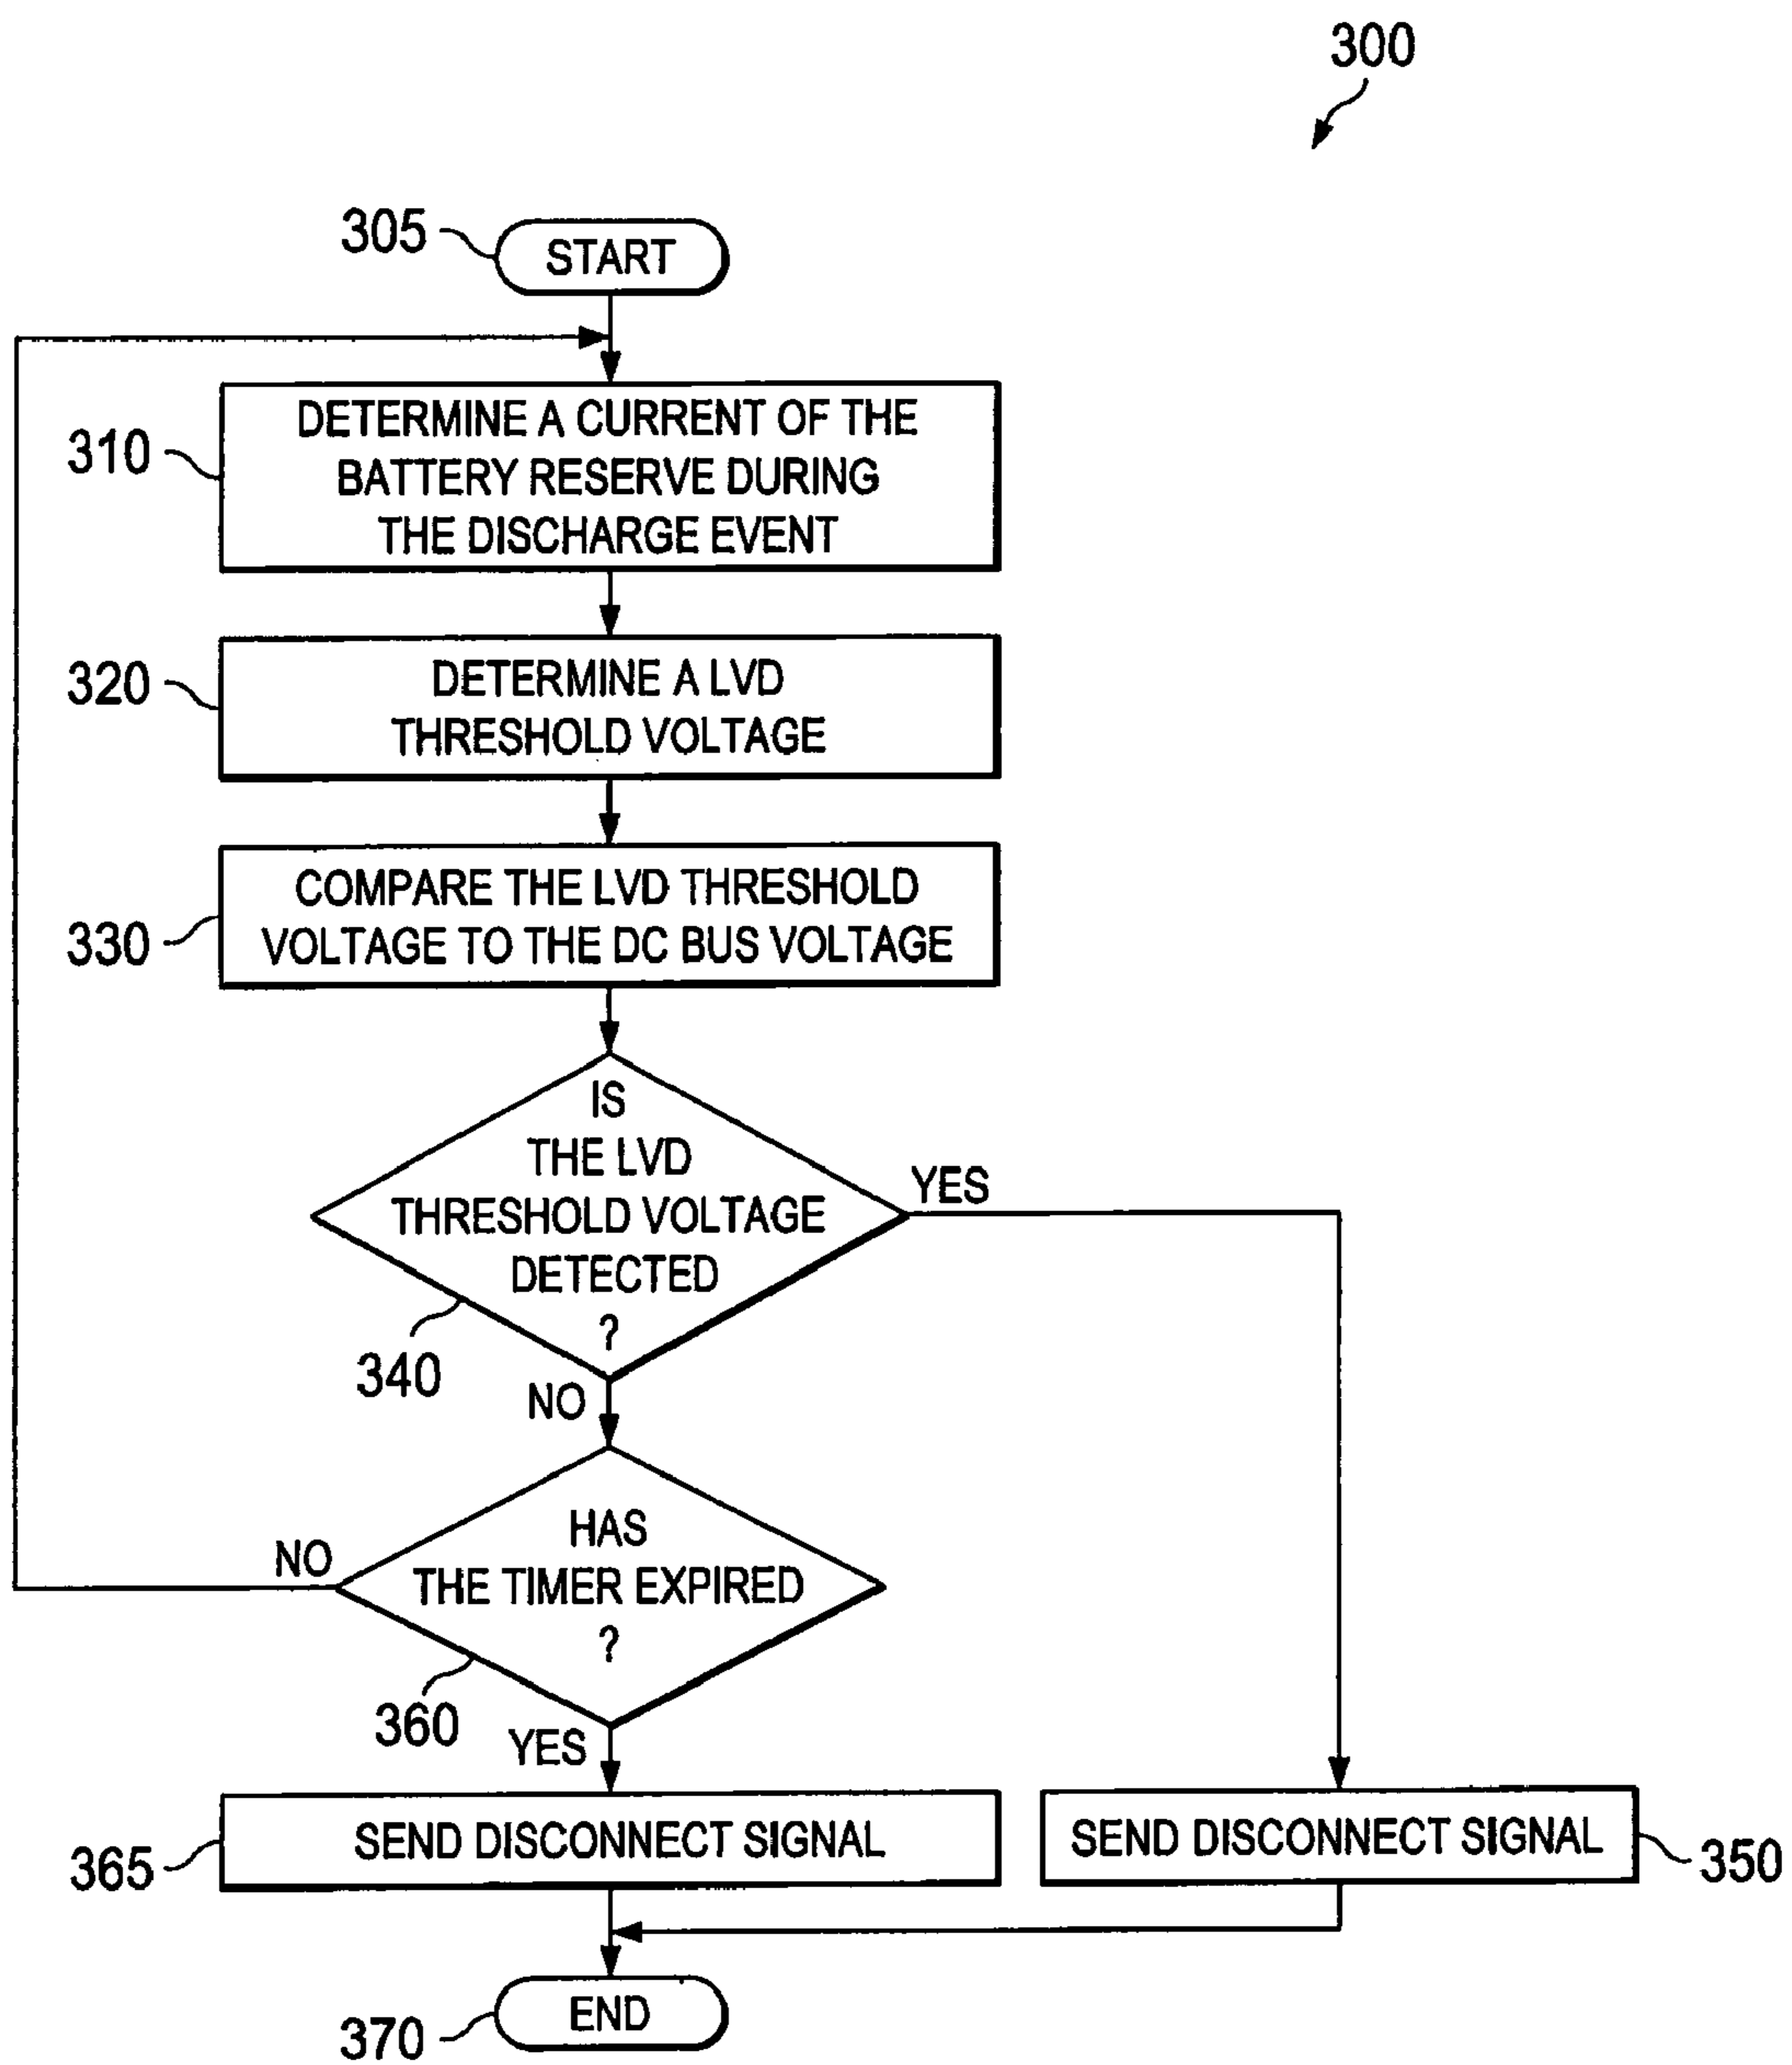 300
305
START
310
DETERMINE A CURRENT OF THE
BATTERY RESERVE DURING
THE DISCHARGE EVENT
320
DETERMINE A LVD
THRESHOLD VOLTAGE
330
COMPARE THE LVD THRESHOLD
VOLTAGE TO THE DC BUS VOLTAGE
IS
THE LVD
THRESHOLD VOLTAGE
DETECTED
?
YES
340
NO
HAS
THE TIMER EXPIRED
?
NO
360
YES
365
SEND DISCONNECT SIGNAL
SEND DISCONNECT SIGNAL
350
370
END